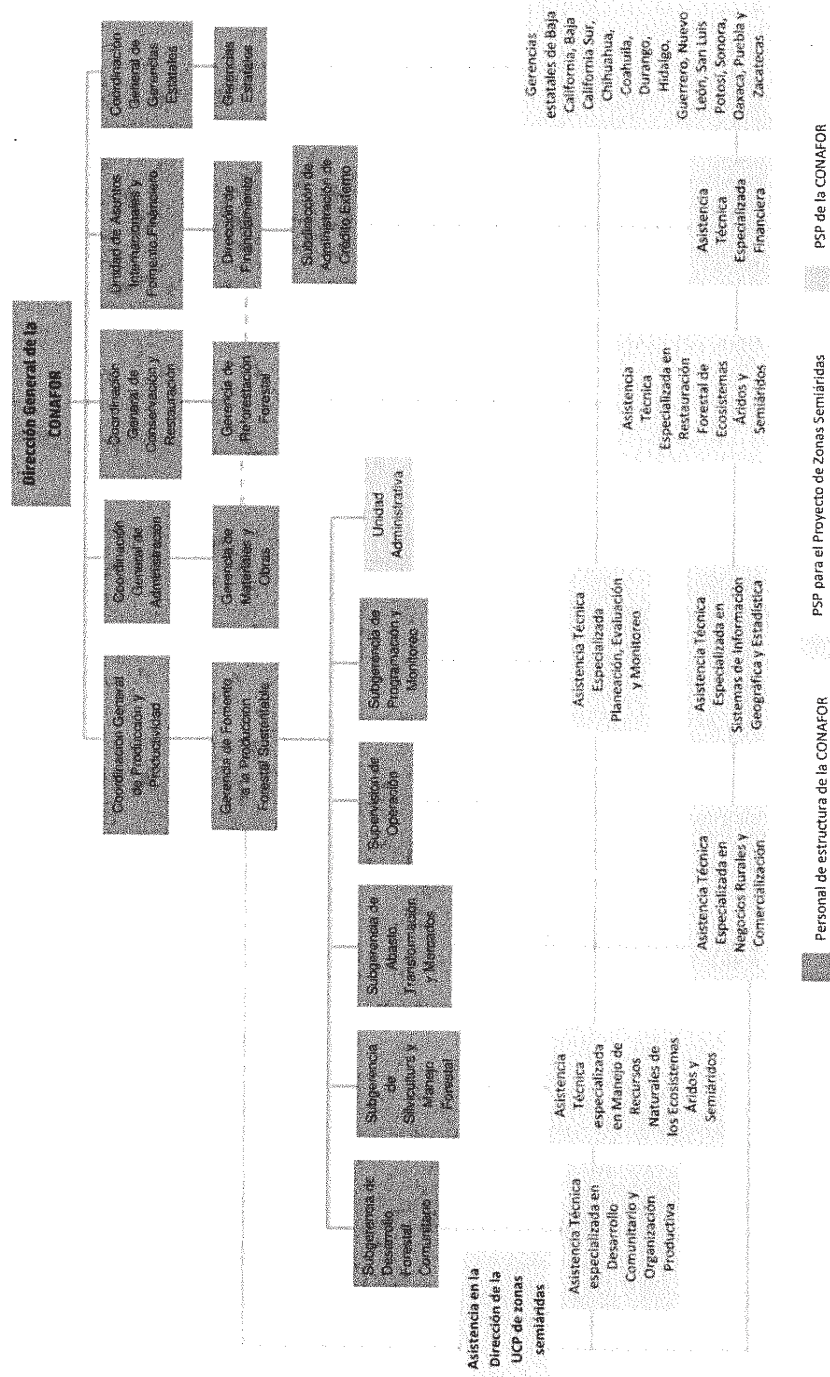 Dirección General de la
CONAFOR
Coordinación General
de Producción y
Productividad
Coordinación
General de
Administración
Coordinación
General de
Conservación y
Restauración
Unidad de Asuntos
Internacionales y
Fomento Financiero
Coordinación
General de
Gerencias
Estatales
Gerencia de Fomento
a la Producción
Forestal Sustentable
Gerencia de
Materiales y
Obras
Gerencia de
Reforestación
Forestal
Dirección de
Financiamiento
Gerencias
Estatales
Subdirección de
Administración de
Crédito Externo
Subgerencia de
Desarrollo
Forestal
Comunitario
Subgerencia
de
Silvicultura y
Manejo
Forestal
Subgerencia de
Abasto,
Transformación
y Mercados
Supervisión de
Operación
Subgerencia de
Programación y
Monitoreo
Unidad
Administrativa
Asistencia en la
Dirección de la
UCP de zonas
semiáridas
Asistencia Técnica
especializada en
Desarrollo
Comunitario y
Organización
Productiva
Asistencia
Técnica
especializada
en Manejo de
Recursos
Naturales de
los Ecosistemas
Áridos y
Semiáridos
Asistencia Técnica
Especializada
Planeación, Evaluación
y Monitoreo
Gerencias
estatales de Baja
California, Baja
California Sur,
Chihuahua,
Coahuila,
Durango,
Hidalgo,
Guerrero, Nuevo
León, San Luis
Potosí, Sonora,
Oaxaca, Puebla y
Zacatecas
Asistencia Técnica
Especializada en
Negocios Rurales y
Comercialización
Asistencia Técnica
Especializada en
Sistemas de Información
Geográfica y Estadística
Asistencia
Técnica
Especializada en
Restauración
Forestal de
Ecosistemas
Áridos y
Semiáridos
Asistencia
Técnica
Especializada
Financiera
Personal de estructura de la CONAFOR
PSP para el Proyecto de Zonas Semiáridas
PSP de la CONAFOR